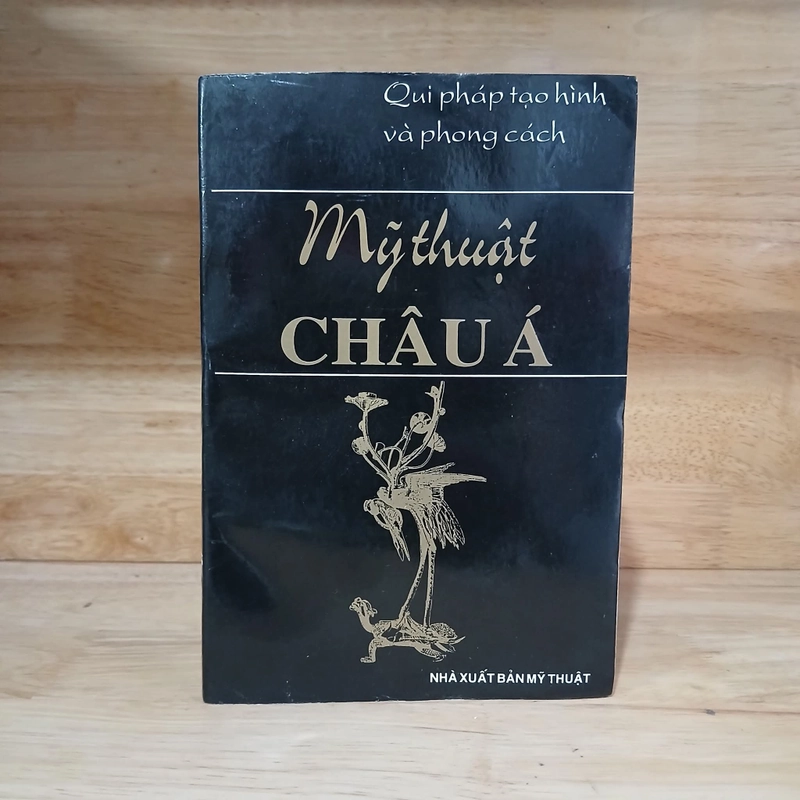 Qui pháp tạo hình
và phong cách
Mỹ thuật
CHÂU Á
NHÀ XUẤT BẢN MỸ THUẬT